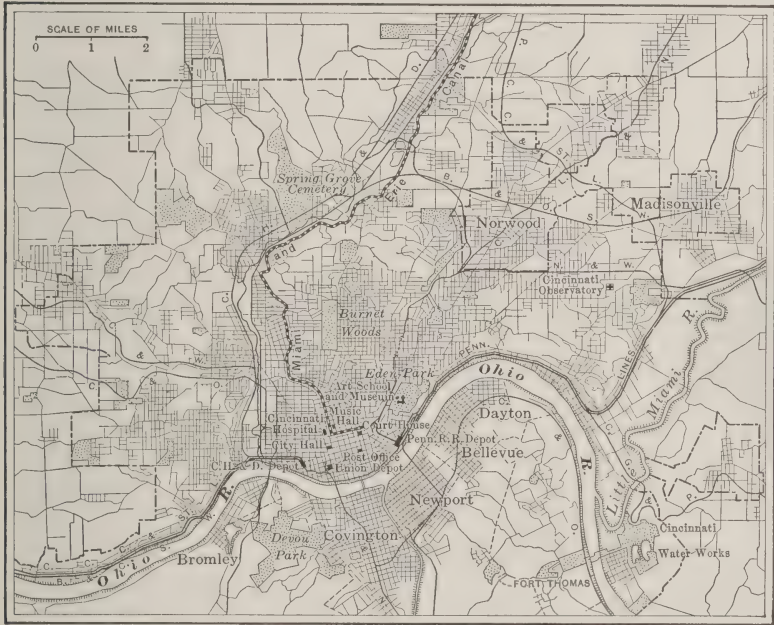 SCALE OF MILES
0 1 2
Spring Grove
Cemetery
Miami and Erie Canal
Norwood
Madisonville
Cincinnati
Observatory
Burnet
Woods
Eden Park
Art School
and Museum
Music
Hall
Cincinnati
Hospital
Court House
City Hall
Penn. R.R. Depot
Post Office
Union Depot
C.H.& D. Depot
PENN.
LINES
Ohio
R.
Dayton
Bellevue
Newport
Covington
Devou
Park
Bromley
Ohio
R.
Little Miami R.
Cincinnati
Water Works
FORT THOMAS
B. & O. S. W.
N. & W.